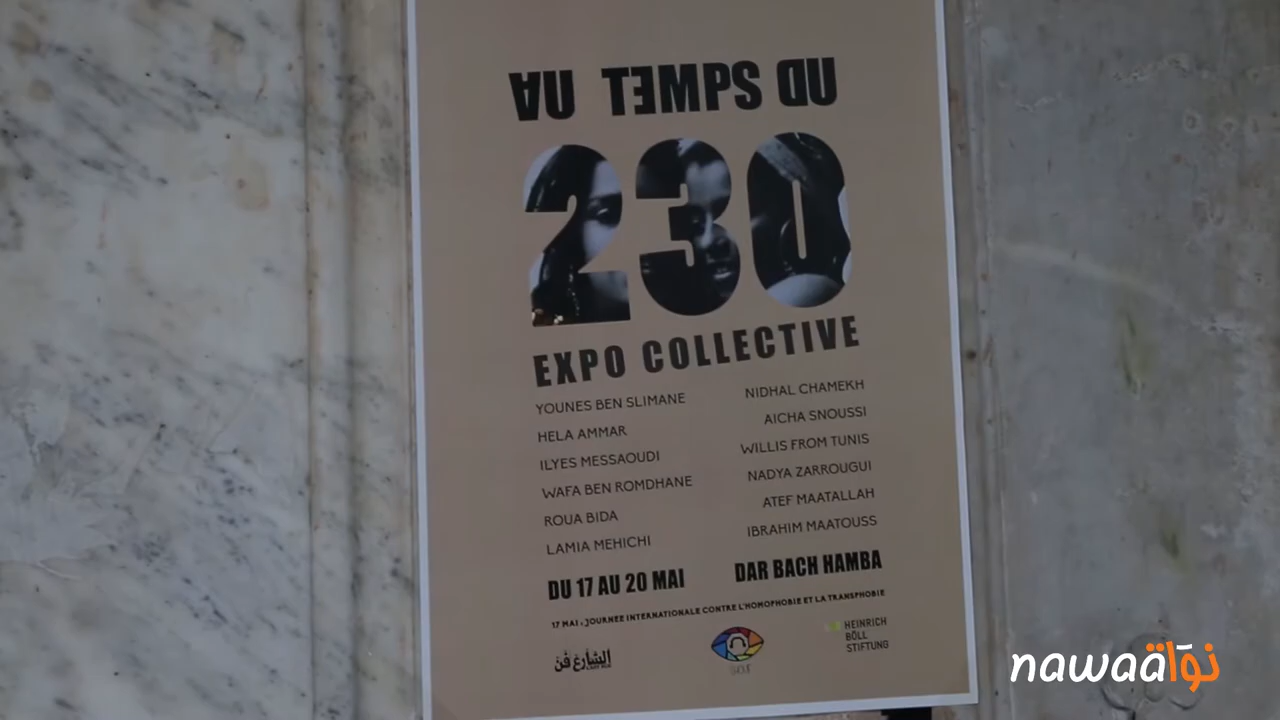 AU TEMPS DU
230
EXPO COLLECTIVE
YOUNES BEN SLIMANE
HELA AMMAR
ILYES MESSAOUDI
WAFA BEN ROMDHANE
ROUA BIDA
LAMIA MEHICHI
NIDHAL CHAMEKH
AICHA SNOUSSI
WILLIS FROM TUNIS
NADYA ZARROUGUI
ATEF MAATALLAH
IBRAHIM MAATOUSS
DU 17 AU 20 MAI
DAR BACH HAMBA
17 MAI : JOURNEE INTERNATIONALE CONTRE L'HOMOPHOBIE ET LA TRANSPHOBIE
الشارع فن
HEINRICH
BÖLL
STIFTUNG
nawaat نواة